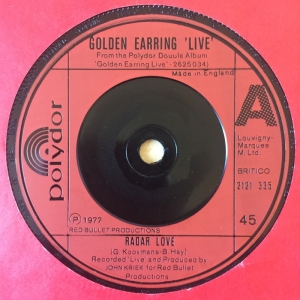 GOLDEN EARRING 'LIVE'
From the Polydor Double Album
'Golden Earring Live' - 2625 034)
Made in England
A
polydor
Louvigny-
Marquee
M. Ltd.
BRITICO
2121 335
℗ 1977
45
RED BULLET PRODUCTIONS
RADAR LOVE
(G. Kooymans-B. Hay)
Recorded 'Live' and Produced by
JOHN KRIEK for Red Bullet
Productions